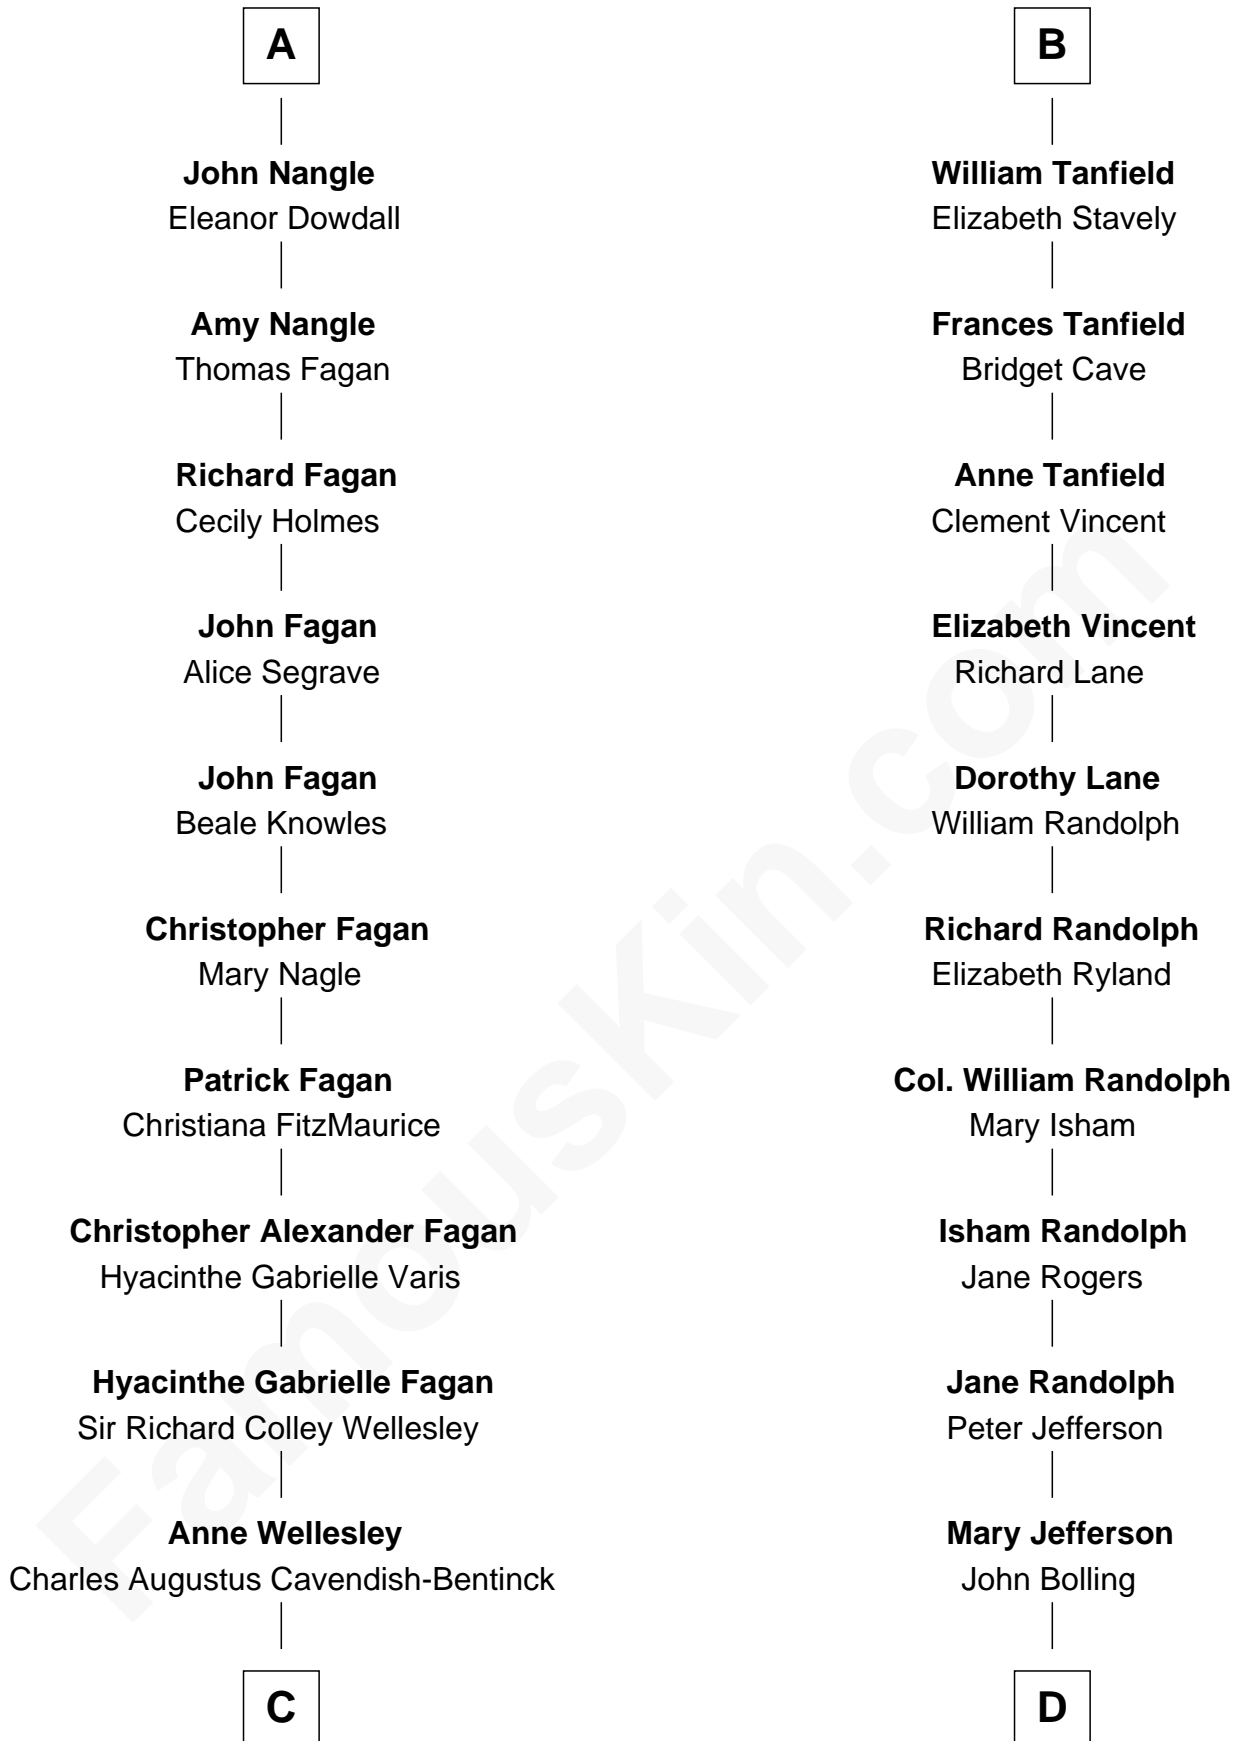 A
John Nangle
Eleanor Dowdall
Amy Nangle
Thomas Fagan
Richard Fagan
Cecily Holmes
John Fagan
Alice Segrave
John Fagan
Beale Knowles
Christopher Fagan
Mary Nagle
Patrick Fagan
Christiana FitzMaurice
Christopher Alexander Fagan
Hyacinthe Gabrielle Varis
Hyacinthe Gabrielle Fagan
Sir Richard Colley Wellesley
Anne Wellesley
Charles Augustus Cavendish-Bentinck
C
B
William Tanfield
Elizabeth Stavely
Frances Tanfield
Bridget Cave
Anne Tanfield
Clement Vincent
Elizabeth Vincent
Richard Lane
Dorothy Lane
William Randolph
Richard Randolph
Elizabeth Ryland
Col. William Randolph
Mary Isham
Isham Randolph
Jane Rogers
Jane Randolph
Peter Jefferson
Mary Jefferson
John Bolling
D
FamousKin.com